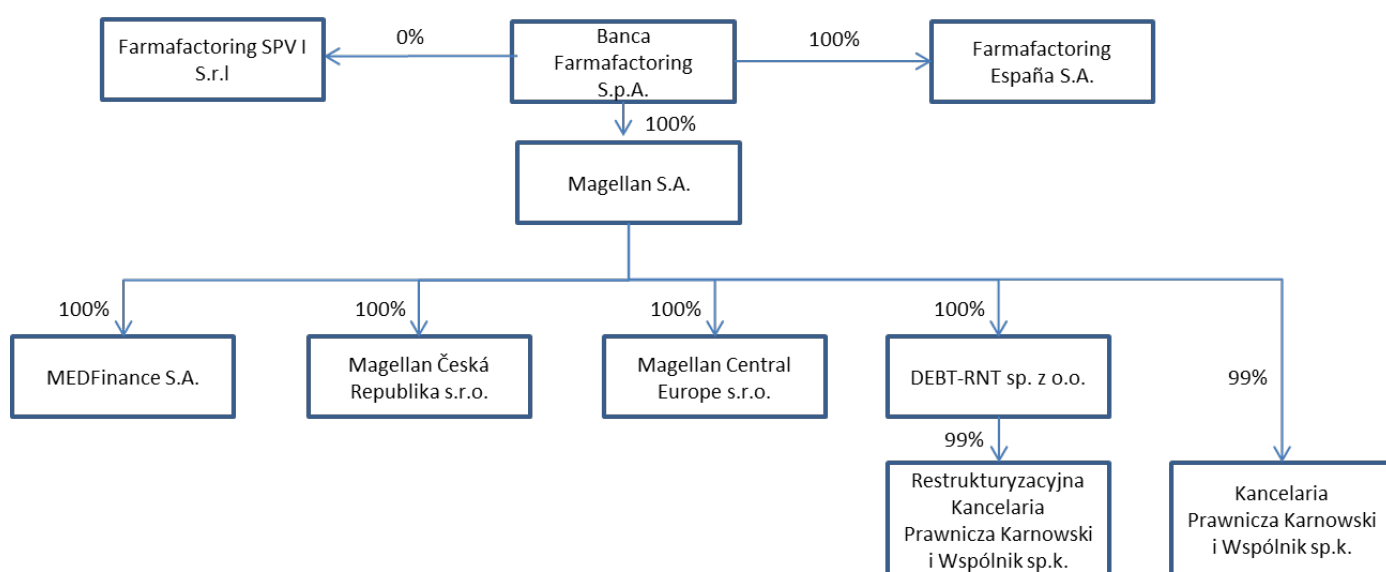 Farmafactoring SPV I
S.r.l
0%
Banca
Farmafactoring
S.p.A.
100%
Farmafactoring
España S.A.
100%
Magellan S.A.
100%
100%
100%
100%
MEDFinance S.A.
Magellan Česká
Republika s.r.o.
Magellan Central
Europe s.r.o.
DEBT-RNT sp. z o.o.
99%
99%
Restrukturyzacyjna
Kancelaria
Prawnicza Karnowski
i Wspólnik sp.k.
Kancelaria
Prawnicza Karnowski
i Wspólnik sp.k.